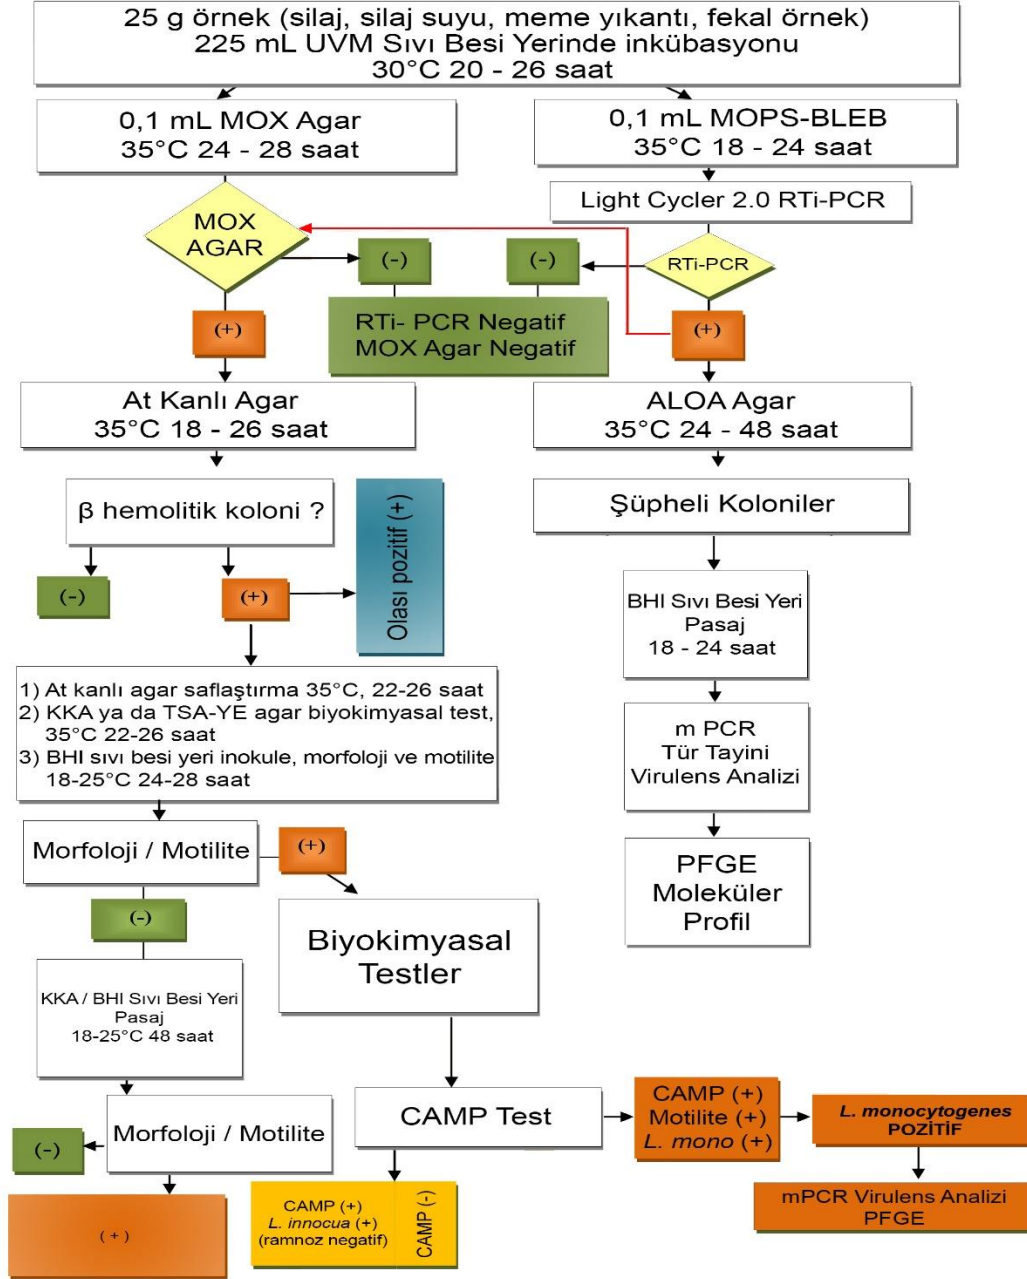 25 g örnek (silaj, silaj suyu, meme yıkantı, fekal örnek)
225 mL UVM Sıvı Besi Yerinde inkübasyonu
30°C 20 - 26 saat
0,1 mL MOX Agar
35°C 24 - 28 saat
0,1 mL MOPS-BLEB
35°C 18 - 24 saat
Light Cycler 2.0 RTi-PCR
MOX
AGAR
(-)
(-)
RTi-PCR
RTi- PCR Negatif
MOX Agar Negatif
(+)
(+)
At Kanlı Agar
35°C 18 - 26 saat
ALOA Agar
35°C 24 - 48 saat
β hemolitik koloni ?
Olası pozitif (+)
Şüpheli Koloniler
(-)
(+)
BHI Sıvı Besi Yeri
Pasaj
18 - 24 saat
1) At kanlı agar saflaştırma 35°C, 22-26 saat
2) KKA ya da TSA-YE agar biyokimyasal test,
35°C 22-26 saat
3) BHI sıvı besi yeri inokule, morfoloji ve motilite
18-25°C 24-28 saat
m PCR
Tür Tayini
Virulens Analizi
Morfoloji / Motilite
(+)
PFGE
Moleküler
Profil
(-)
Biyokimyasal
Testler
KKA / BHI Sıvı Besi Yeri
Pasaj
18-25°C 48 saat
CAMP Test
CAMP (+)
Motilite (+)
L. mono (+)
L. monocytogenes
POZİTİF
Morfoloji / Motilite
(-)
(+)
CAMP (+)
L. innocua (+)
(ramnoz negatif)
CAMP (-)
mPCR Virulens Analizi
PFGE